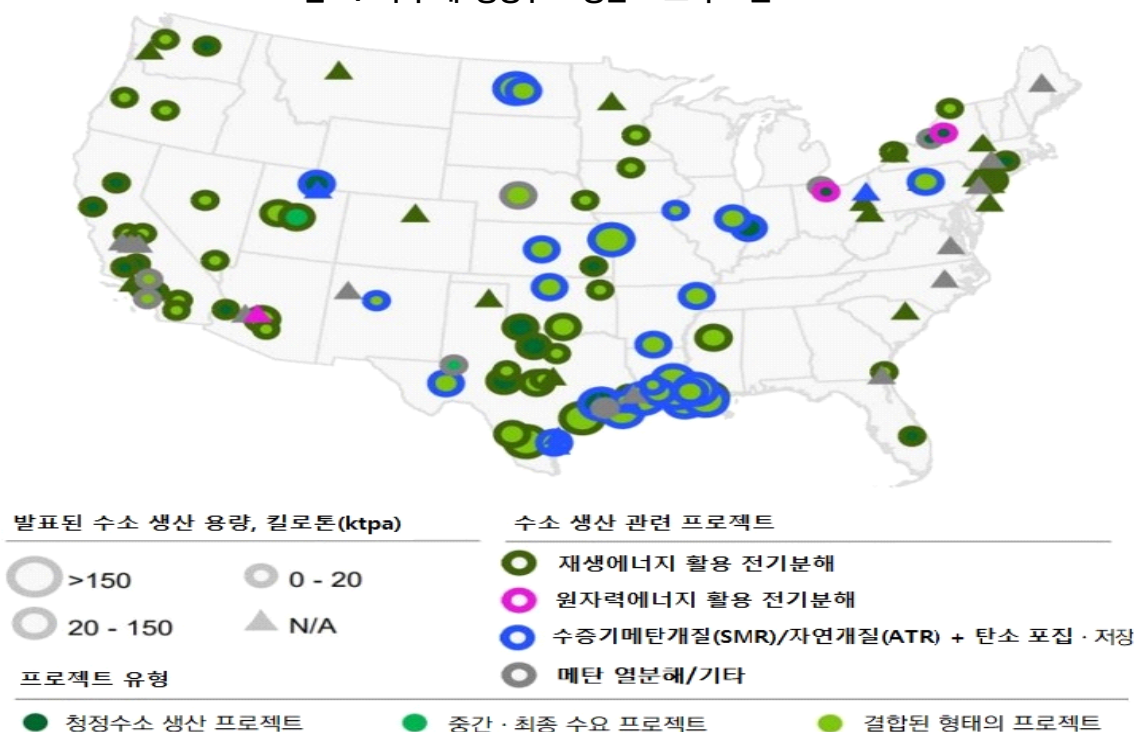 발표된 수소 생산 용량, 킬로톤(ktpa)
>150
0 - 20
20 - 150
N/A
수소 생산 관련 프로젝트
재생에너지 활용 전기분해
원자력에너지 활용 전기분해
수증기메탄개질(SMR)/자연개질(ATR) + 탄소 포집 · 저장
메탄 열분해/기타
프로젝트 유형
청정수소 생산 프로젝트
중간 · 최종 수요 프로젝트
결합된 형태의 프로젝트